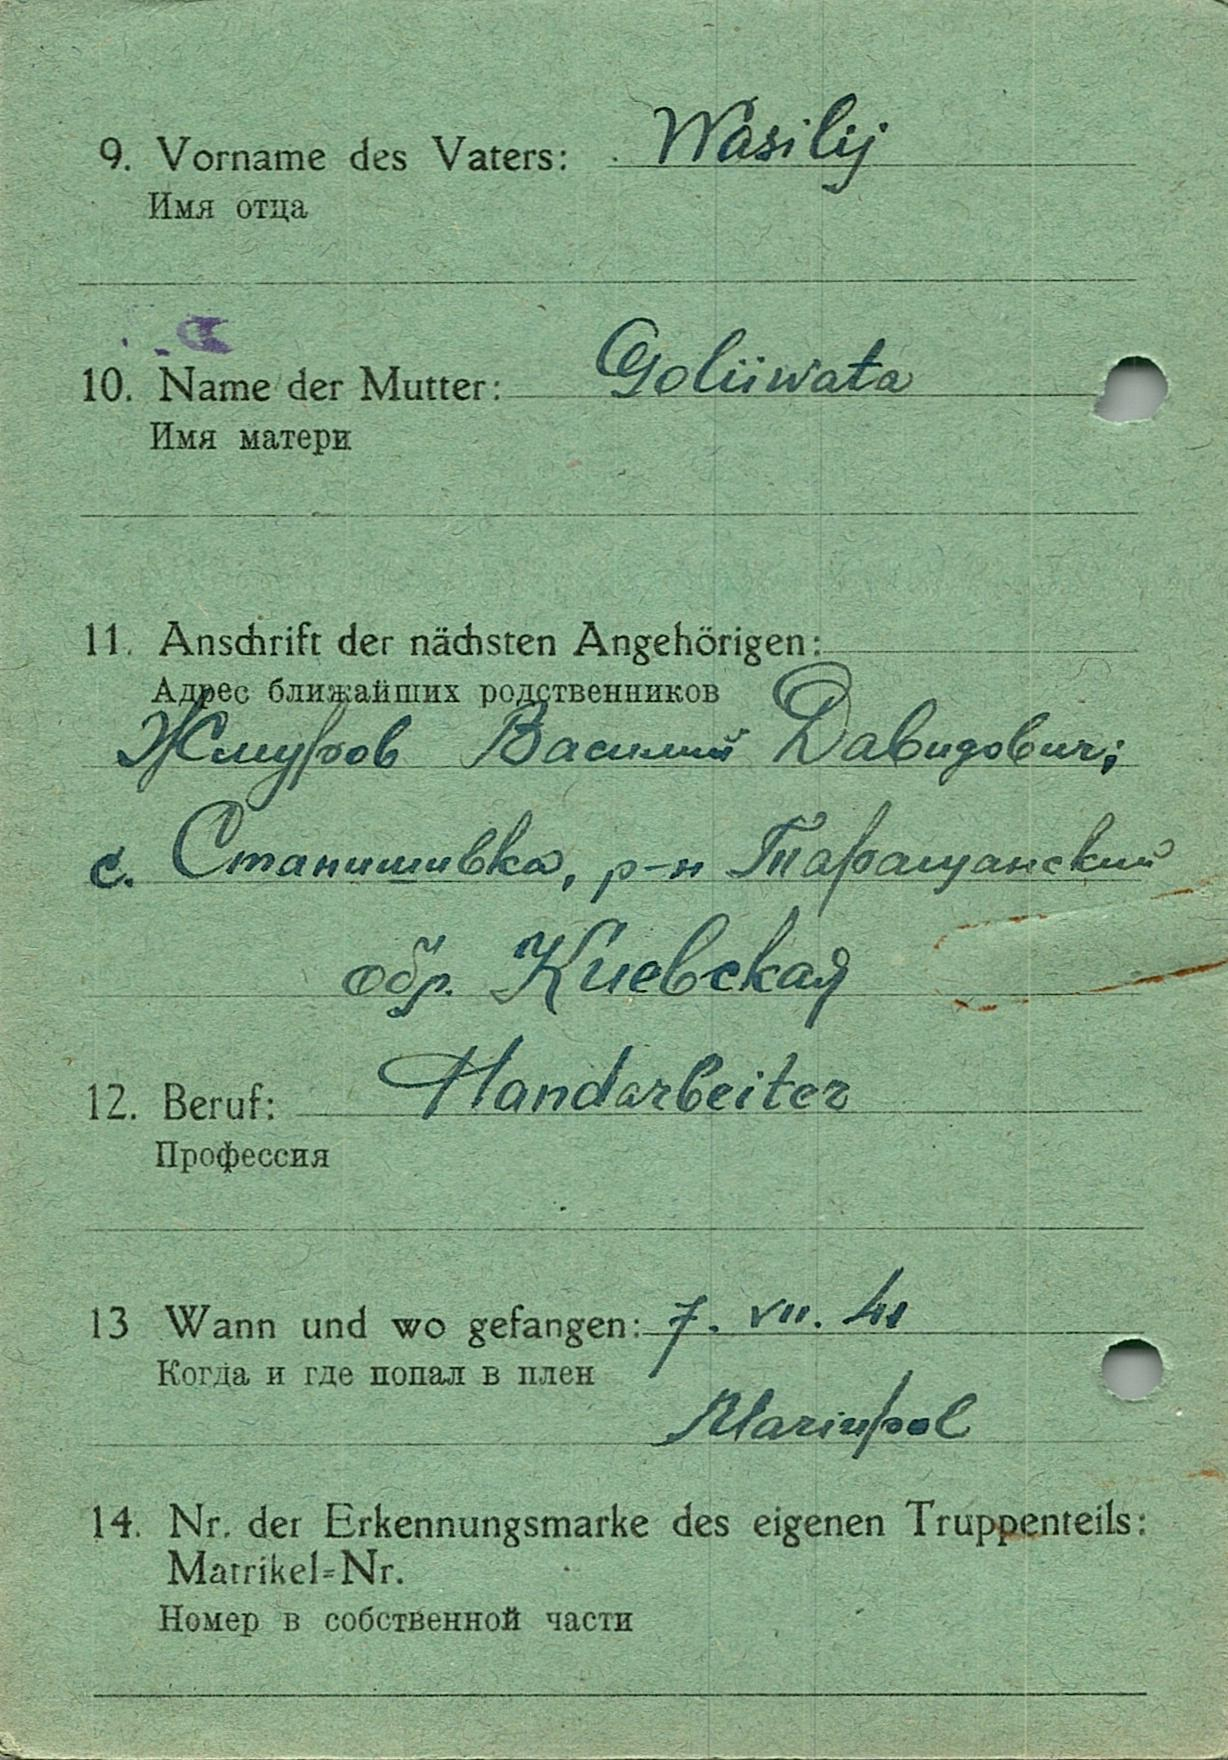 9. Vorname des Vaters: Wasilij
Имя отца
10. Name der Mutter: Goliiwata
Имя матери
11. Anschrift der nächsten Angehörigen:
Адрес ближайших родственников
Жмуров Василий Давидович;
с. Станишивка, р-н Таращанский
обр. Киевская
12. Beruf: Handarbeiter
Профессия
13 Wann und wo gefangen: 7. VII. 41
Когда и где попал в плен
Mariupol
14. Nr. der Erkennungsmarke des eigenen Truppenteils:
Matrikel=Nr.
Номер в собственной части